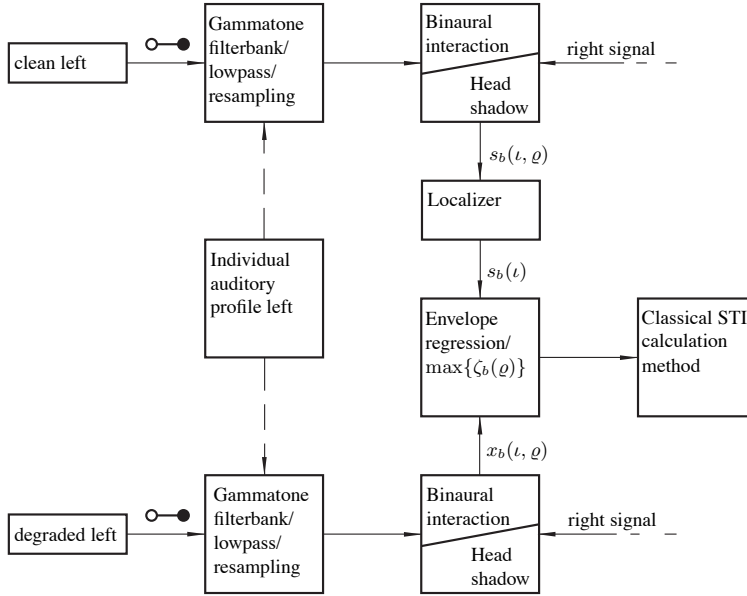 clean left
Gammatone
filterbank/
lowpass/
resampling
Binaural
interaction
Head
shadow
right signal
s_b(ι, ϱ)
Localizer
s_b(ι)
Individual
auditory
profile left
Envelope
regression/
max{ζ_b(ϱ)}
Classical STI
calculation
method
x_b(ι, ϱ)
degraded left
Gammatone
filterbank/
lowpass/
resampling
Binaural
interaction
Head
shadow
right signal